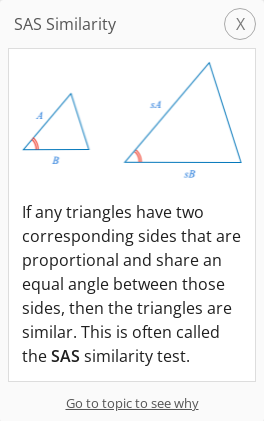 SAS Similarity
X
A
B
sA
sB
If any triangles have two
corresponding sides that are
proportional and share an
equal angle between those
sides, then the triangles are
similar. This is often called
the SAS similarity test.
Go to topic to see why